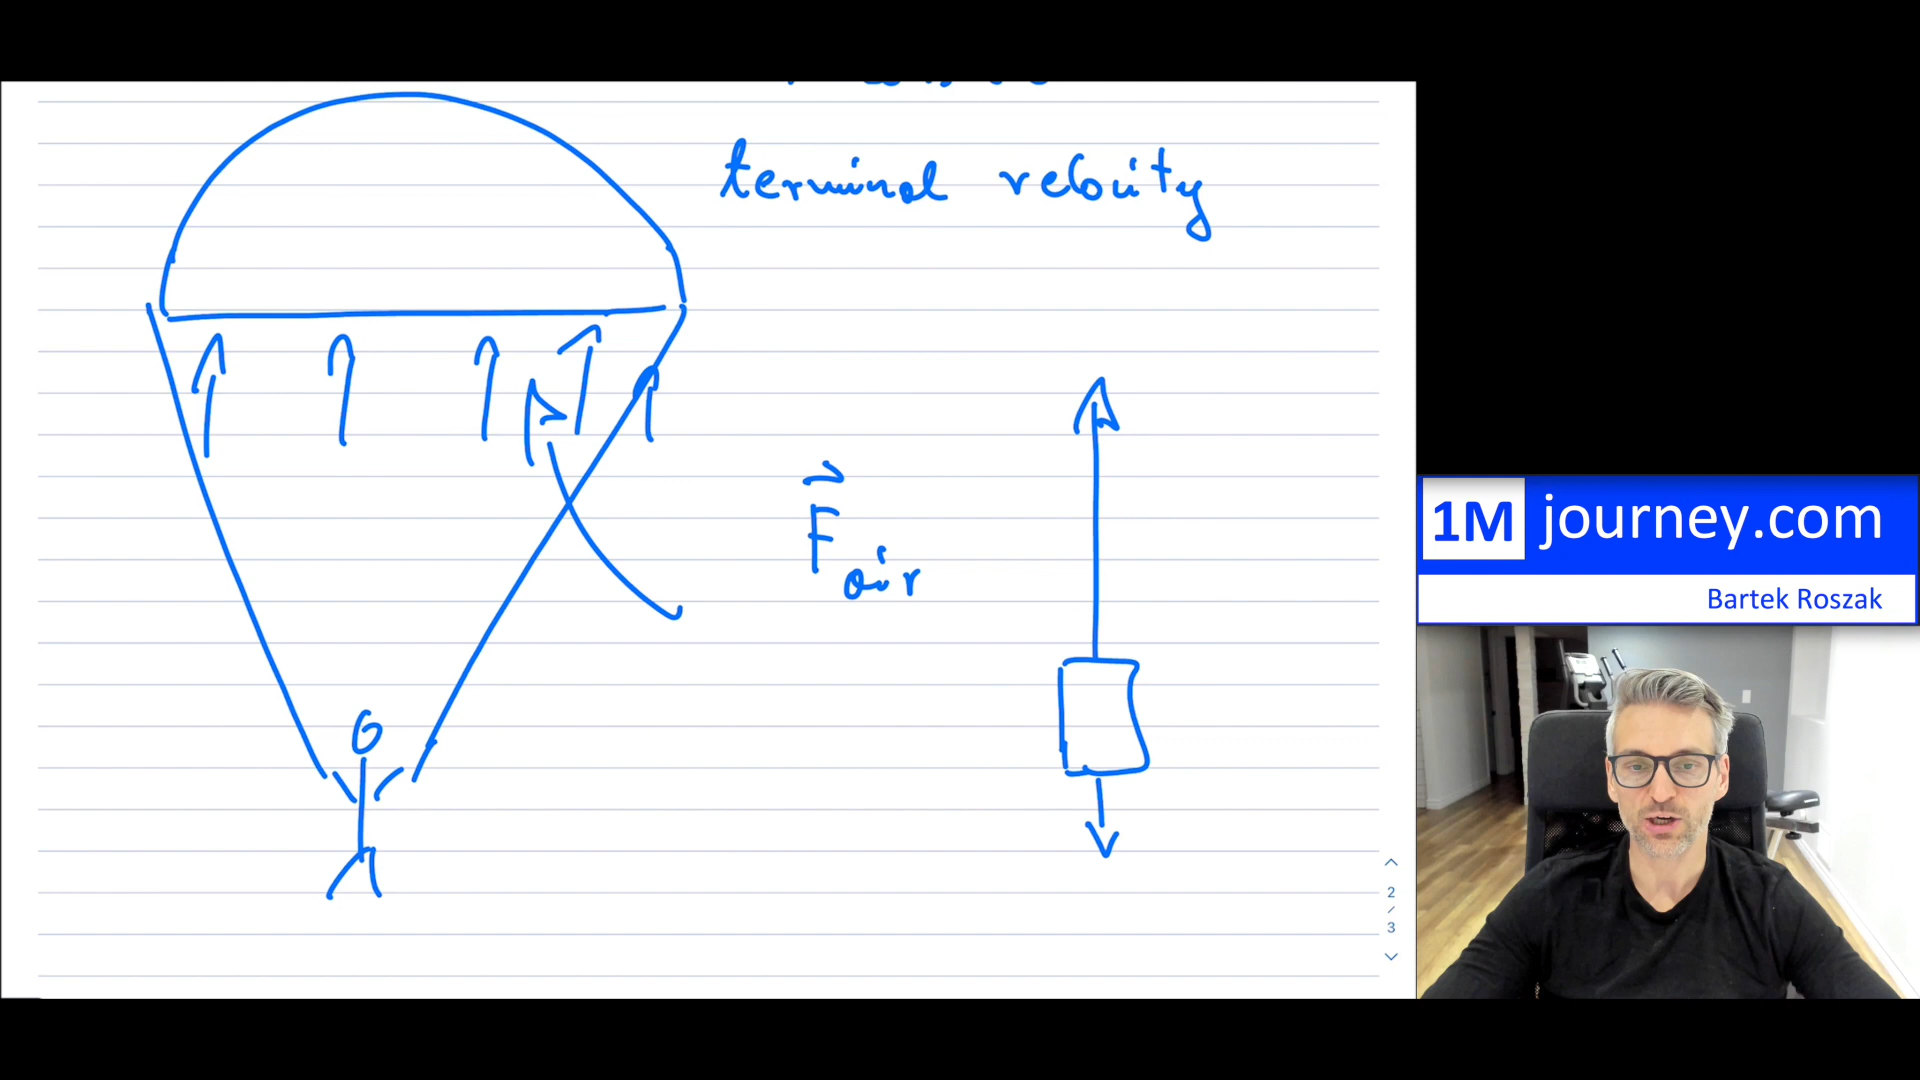 terminal velocity
F air
1M journey.com
Bartek Roszak
2
/
3